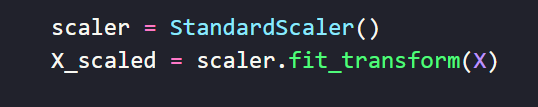 scaler = StandardScaler()
X_scaled = scaler.fit_transform(X)